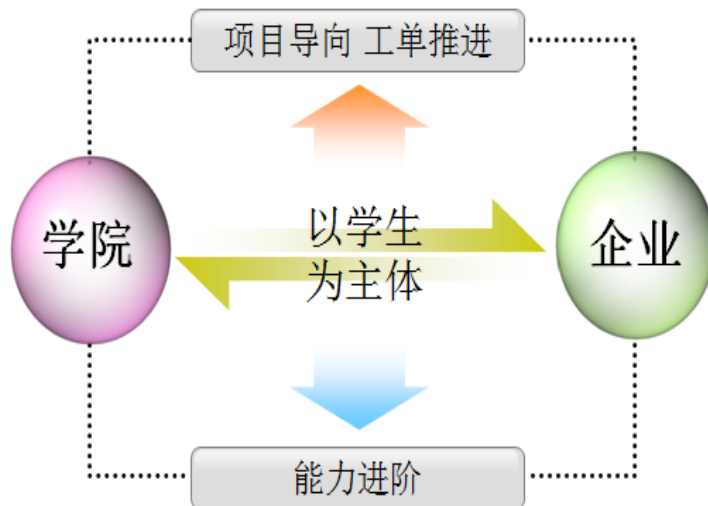 项目导向 工单推进
学院
以学生
为主体
企业
能力进阶